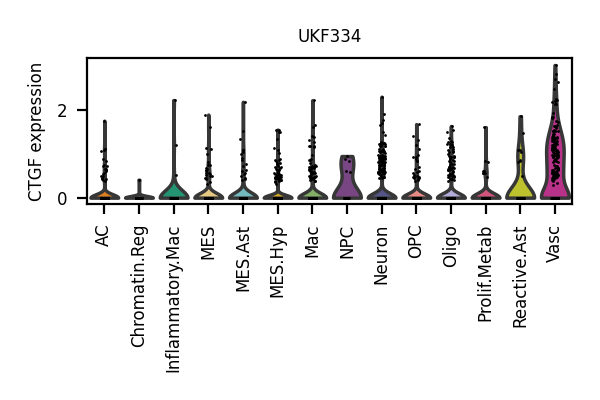 UKF334
CTGF expression
2
0
AC
Chromatin.Reg
Inflammatory.Mac
MES
MES.Ast
MES.Hyp
Mac
NPC
Neuron
OPC
Oligo
Prolif.Metab
Reactive.Ast
Vasc